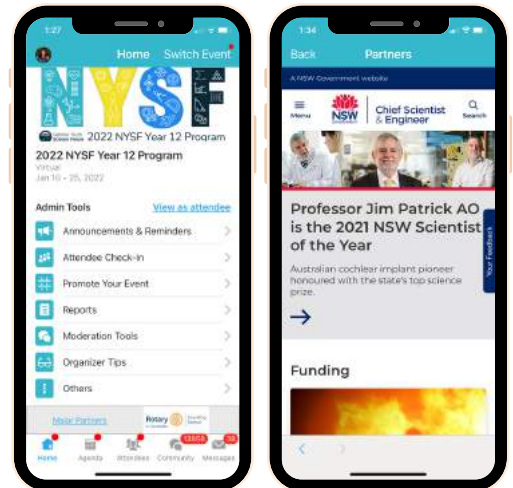 1:27
Home
Switch Event
NYSF
2022 NYSF Year 12 Program
2022 NYSF Year 12 Program
Virtual
Jan 10 - 25, 2022
Admin Tools
View as attendee
Announcements & Reminders
Attendee Check-In
Promote Your Event
Reports
Moderation Tools
Organizer Tips
Others
Major Partners
Rotary
Home
Agenda
Attendees
Community
Messages
1:34
Back
Partners
A NSW Government website
Menu
NSW
Chief Scientist
& Engineer
Search
Professor Jim Patrick AO
is the 2021 NSW Scientist
of the Year
Your Feedback
Australian cochlear implant pioneer
honoured with the state's top science
prize.
Funding